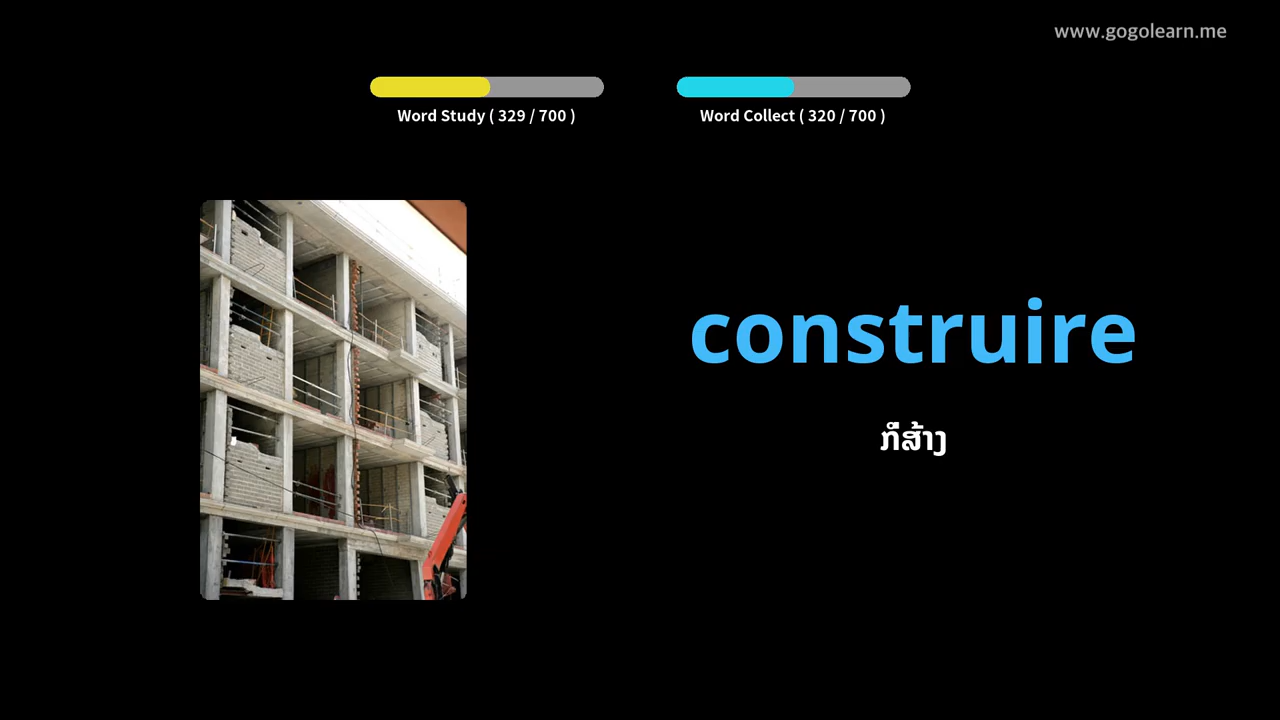 www.gogolearn.me
Word Study ( 329 / 700 )
Word Collect ( 320 / 700 )
construire
ກໍ່ສ້າງ